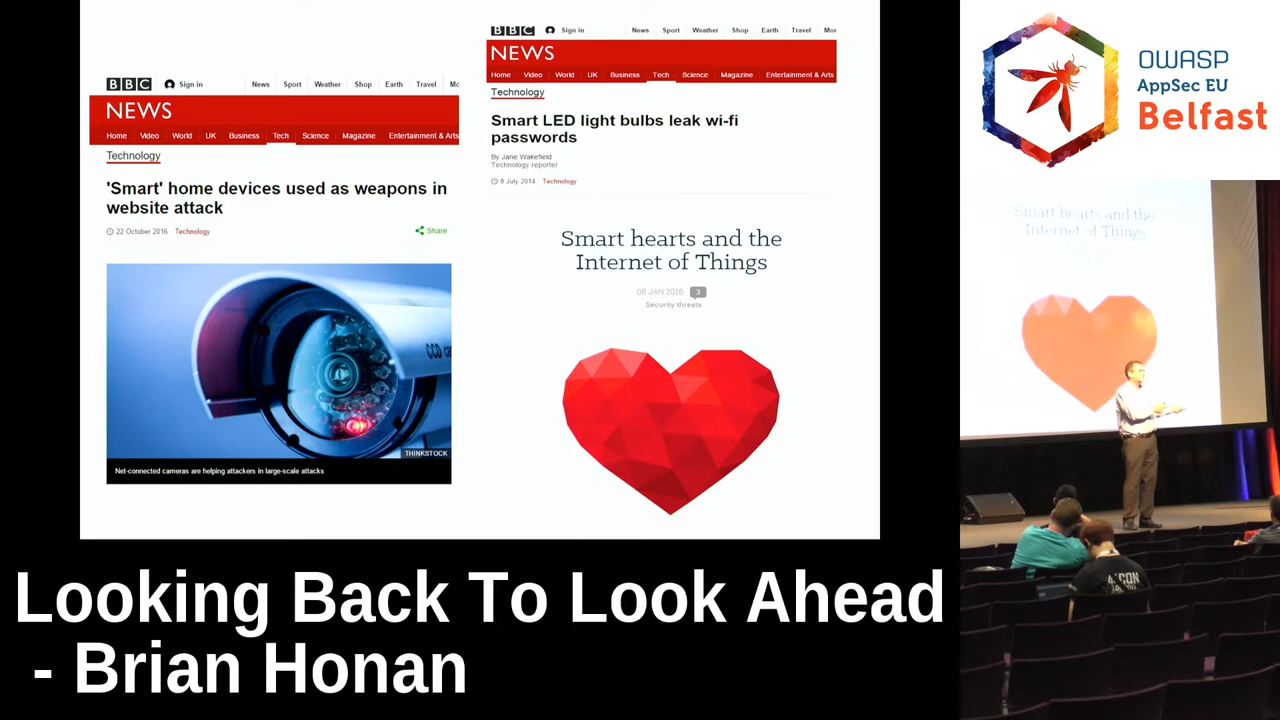 BBC Sign in News Sport Weather Shop Earth Travel Mc
NEWS
Home Video World UK Business Tech Science Magazine Entertainment & Arts
Technology
'Smart' home devices used as weapons in
website attack
22 October 2016 Technology
Share
CCD
THINKSTOCK
Net-connected cameras are helping attackers in large-scale attacks
BBC Sign in News Sport Weather Shop Earth Travel Mor
NEWS
Home Video World UK Business Tech Science Magazine Entertainment & Arts
Technology
Smart LED light bulbs leak wi-fi
passwords
By Jane Wakefield
Technology reporter
8 July 2014 Technology
Smart hearts and the
Internet of Things
08 JAN 2016 3
Security threats
OWASP
AppSec EU
Belfast
Smart hearts and the
Internet of Things
Looking Back To Look Ahead
- Brian Honan